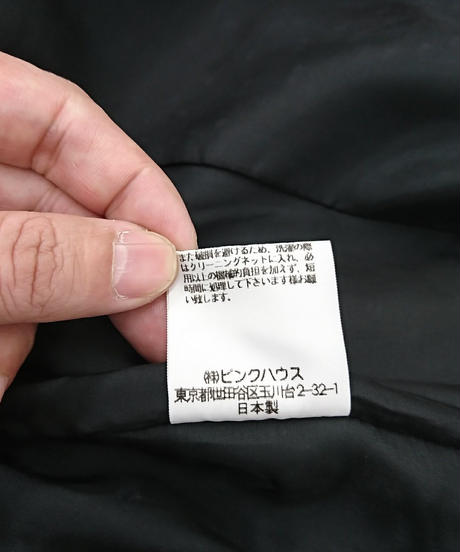 また破損を避けるため、洗濯の際
はクリーニングネットに入れ、必
用以上の機械的負担を加えず、短
時間に処理して下さいます様お願
い致します。
(株)ピンクハウス
東京都世田谷区玉川台2-32-1
日本製